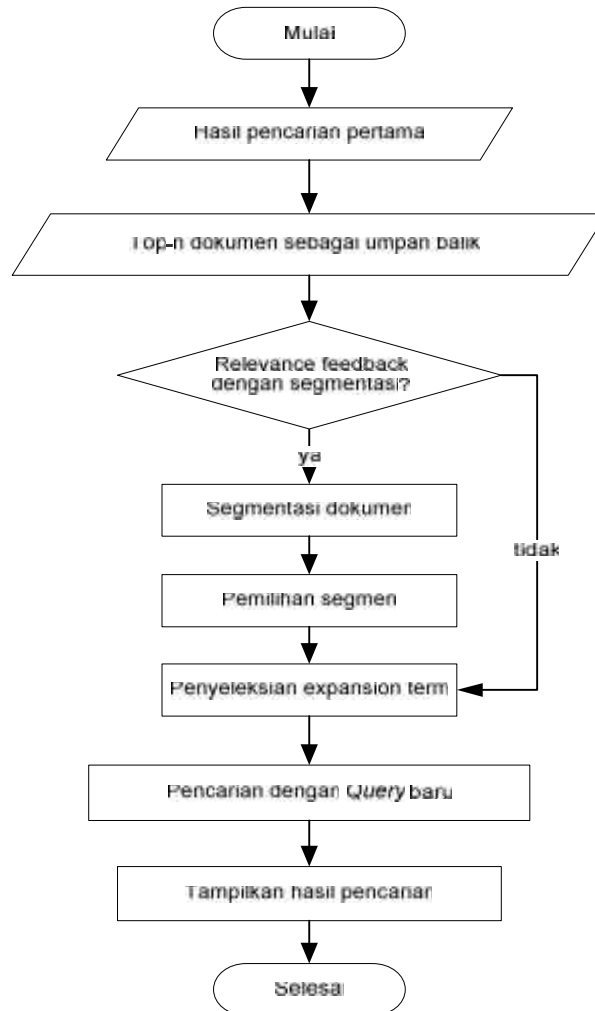 Mulai
Hasil pencarian pertama
Top-n dokumen sebagai umpan balik
Relevance feedback
dengan segmentasi?
ya
Segmentasi dokumen
tidak
Pemilihan segmen
Penyeleksian expansion term
Pencarian dengan Query baru
Tampilkan hasil pencarian
Selesai